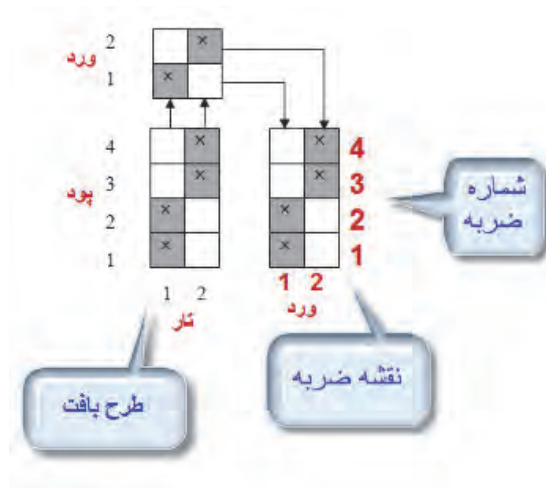 ورد
2 ×
1 ×
پود
4 × × 4
3 × × 3
2 × × 2
1 × × 1
شماره
ضربه
1 2
تار
1 2
ورد
طرح بافت
نقشه ضربه